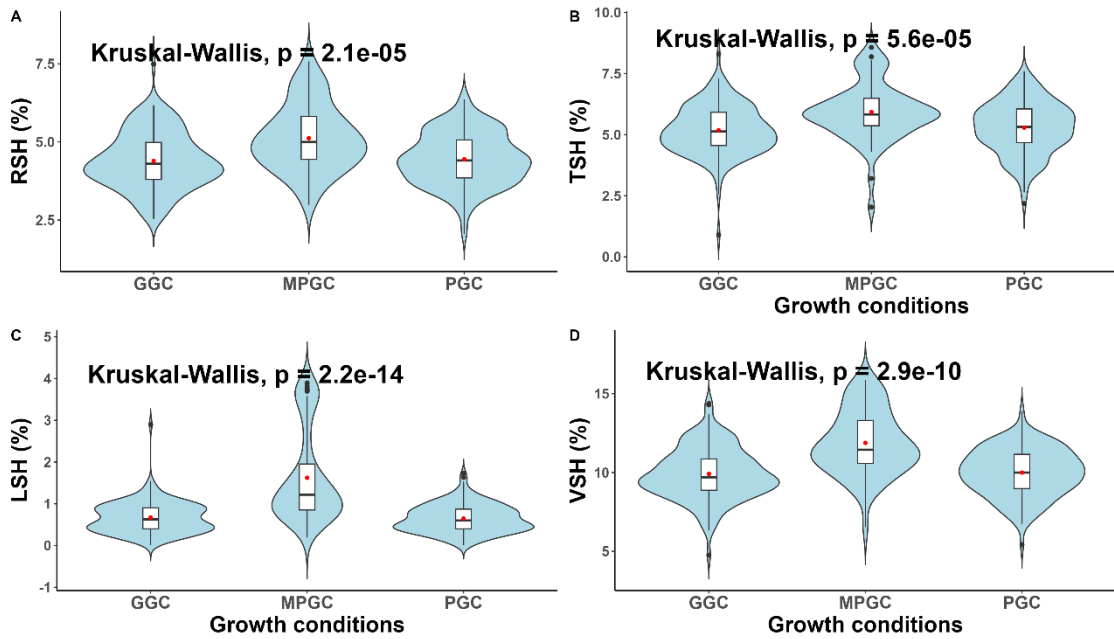 A
Kruskal-Wallis, p = 2.1e-05
RSH (%)
7.5
5.0
2.5
GGC MPGC PGC
B
Kruskal-Wallis, p = 5.6e-05
TSH (%)
10.0
7.5
5.0
2.5
0.0
GGC MPGC PGC
Growth conditions
C
Kruskal-Wallis, p = 2.2e-14
LSH (%)
5
4
3
2
1
0
-1
GGC MPGC PGC
Growth conditions
D
Kruskal-Wallis, p = 2.9e-10
VSH (%)
15
10
5
GGC MPGC PGC
Growth conditions